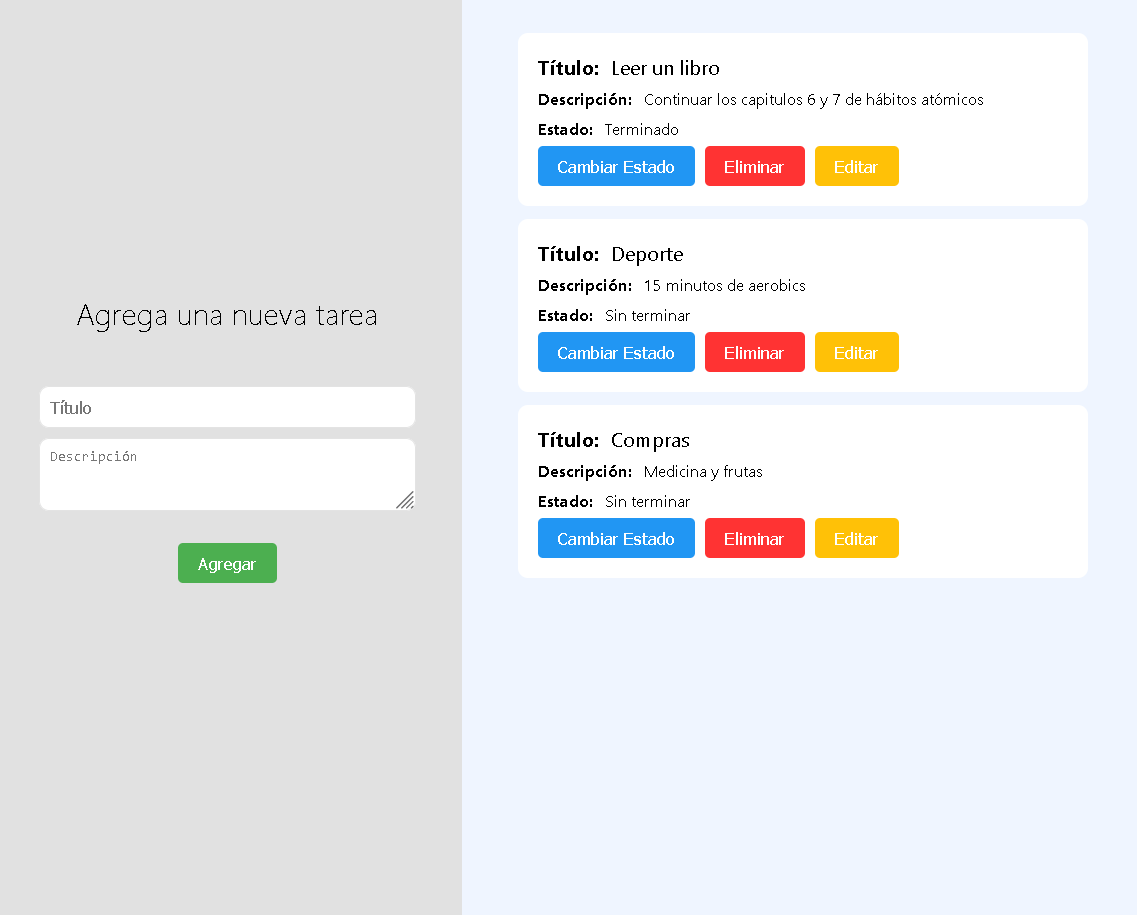 Agrega una nueva tarea
Título
Descripción
Agregar
Título: Leer un libro
Descripción: Continuar los capitulos 6 y 7 de hábitos atómicos
Estado: Terminado
Cambiar Estado Eliminar Editar
Título: Deporte
Descripción: 15 minutos de aerobics
Estado: Sin terminar
Cambiar Estado Eliminar Editar
Título: Compras
Descripción: Medicina y frutas
Estado: Sin terminar
Cambiar Estado Eliminar Editar